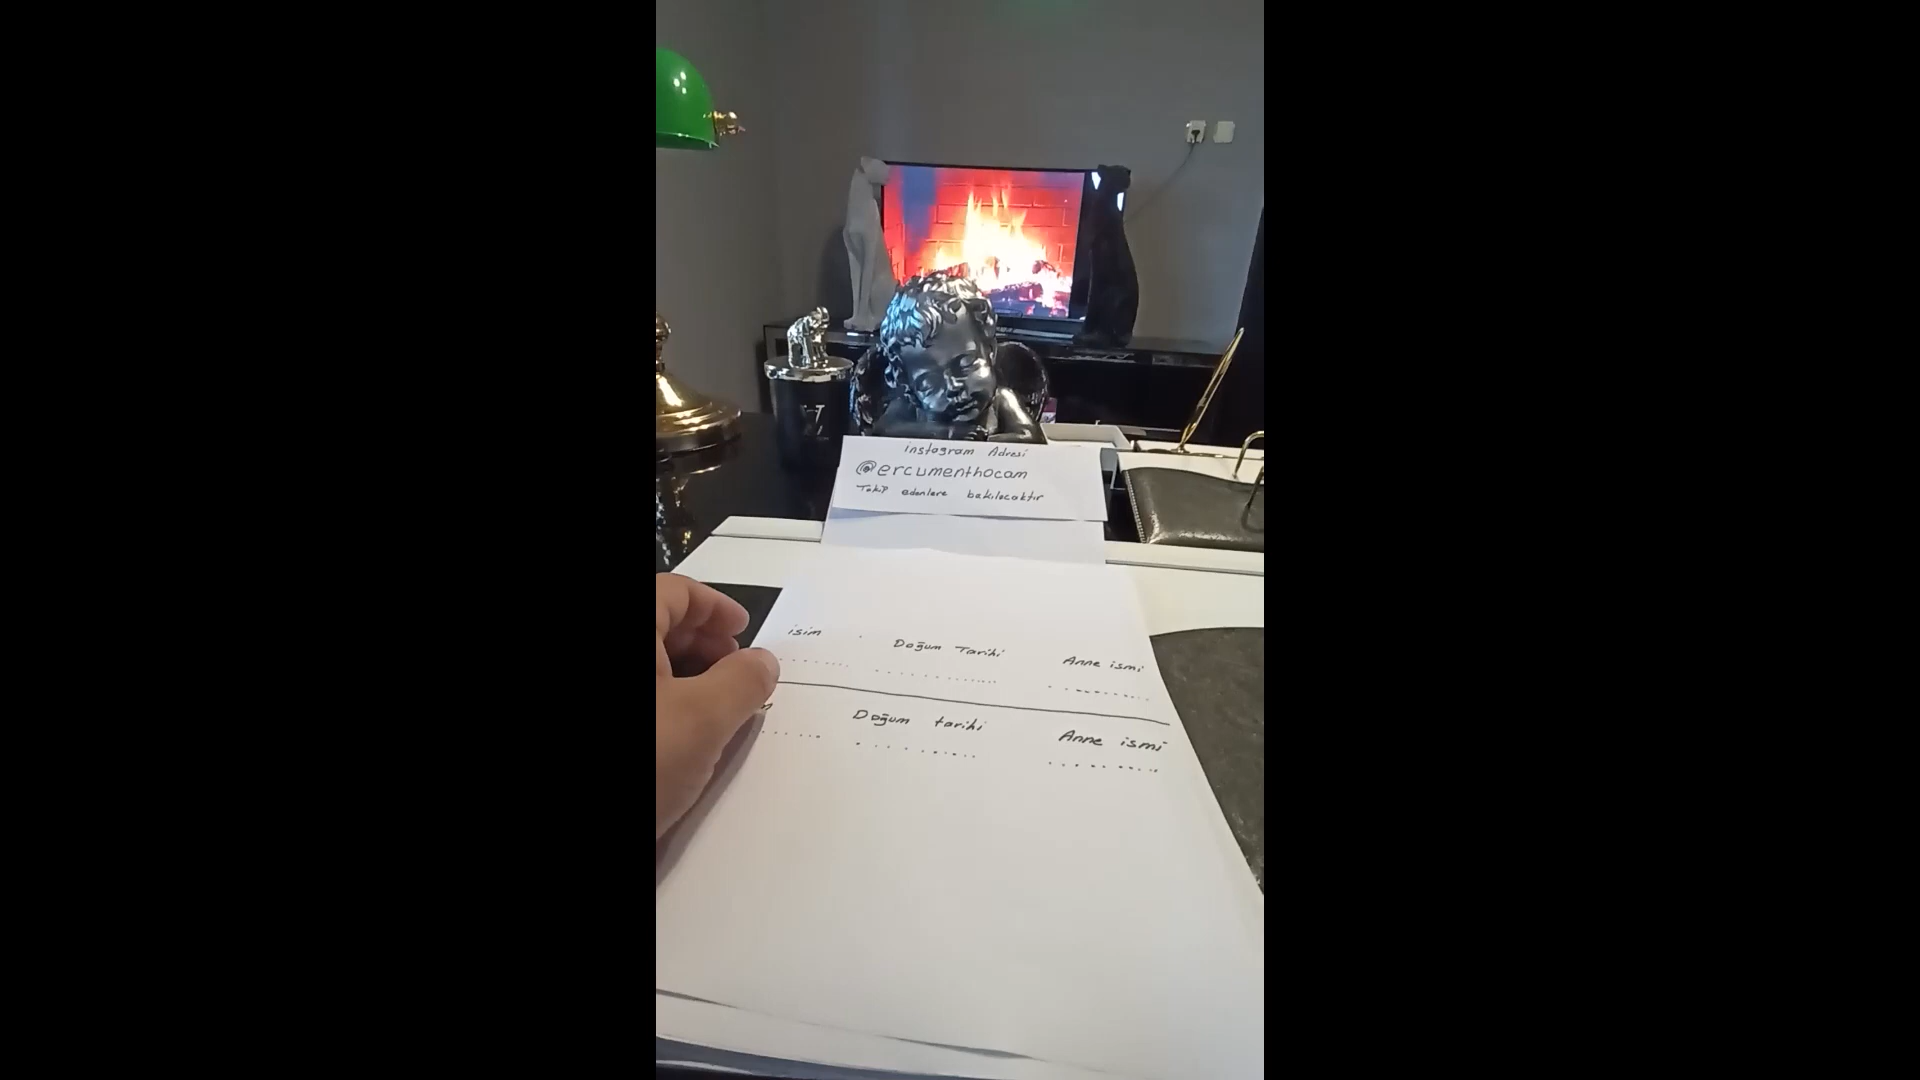 instagram Adresi
@ercumenthocam
Takip edenlere bakılacaktır
isim Doğum Tarihi Anne ismi
Doğum tarihi Anne ismi